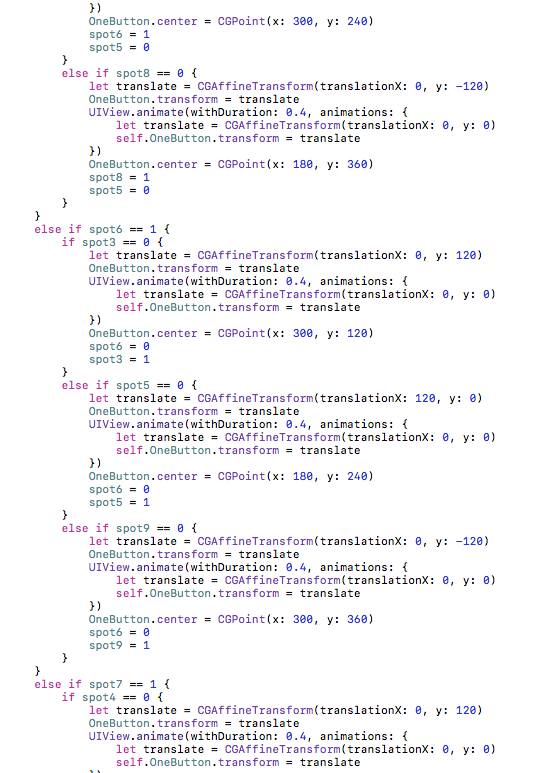 })
OneButton.center = CGPoint(x: 300, y: 240)
spot6 = 1
spot5 = 0
}
else if spot8 == 0 {
let translate = CGAffineTransform(translationX: 0, y: -120)
OneButton.transform = translate
UIView.animate(withDuration: 0.4, animations: {
let translate = CGAffineTransform(translationX: 0, y: 0)
self.OneButton.transform = translate
})
OneButton.center = CGPoint(x: 180, y: 360)
spot8 = 1
spot5 = 0
}
}
else if spot6 == 1 {
if spot3 == 0 {
let translate = CGAffineTransform(translationX: 0, y: 120)
OneButton.transform = translate
UIView.animate(withDuration: 0.4, animations: {
let translate = CGAffineTransform(translationX: 0, y: 0)
self.OneButton.transform = translate
})
OneButton.center = CGPoint(x: 300, y: 120)
spot6 = 0
spot3 = 1
}
else if spot5 == 0 {
let translate = CGAffineTransform(translationX: 120, y: 0)
OneButton.transform = translate
UIView.animate(withDuration: 0.4, animations: {
let translate = CGAffineTransform(translationX: 0, y: 0)
self.OneButton.transform = translate
})
OneButton.center = CGPoint(x: 180, y: 240)
spot6 = 0
spot5 = 1
}
else if spot9 == 0 {
let translate = CGAffineTransform(translationX: 0, y: -120)
OneButton.transform = translate
UIView.animate(withDuration: 0.4, animations: {
let translate = CGAffineTransform(translationX: 0, y: 0)
self.OneButton.transform = translate
})
OneButton.center = CGPoint(x: 300, y: 360)
spot6 = 0
spot9 = 1
}
}
else if spot7 == 1 {
if spot4 == 0 {
let translate = CGAffineTransform(translationX: 0, y: 120)
OneButton.transform = translate
UIView.animate(withDuration: 0.4, animations: {
let translate = CGAffineTransform(translationX: 0, y: 0)
self.OneButton.transform = translate
})